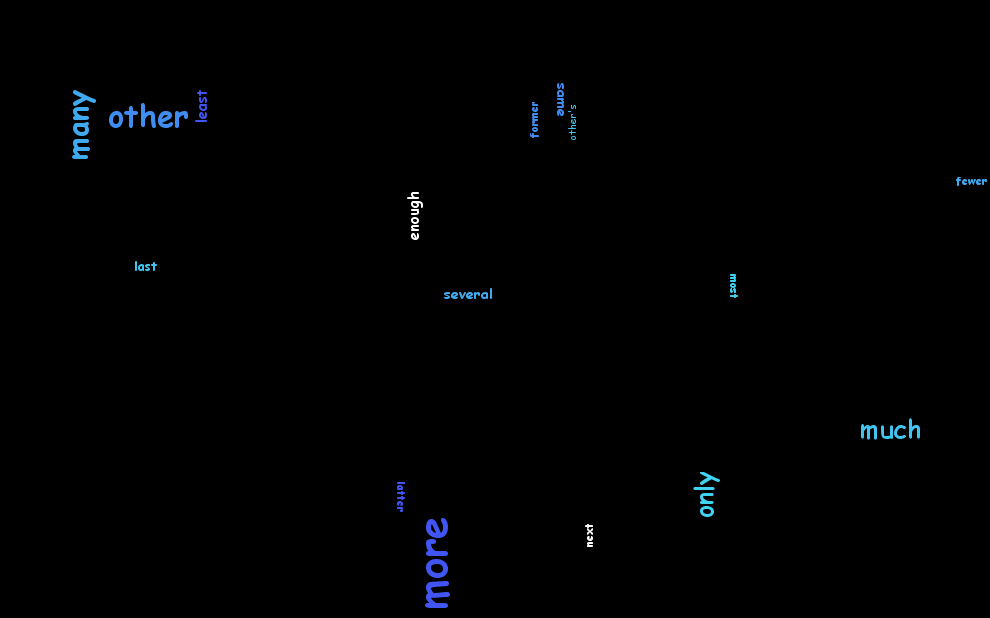 many
other
least
former
same
other's
fewer
enough
last
several
most
much
latter
only
more
next